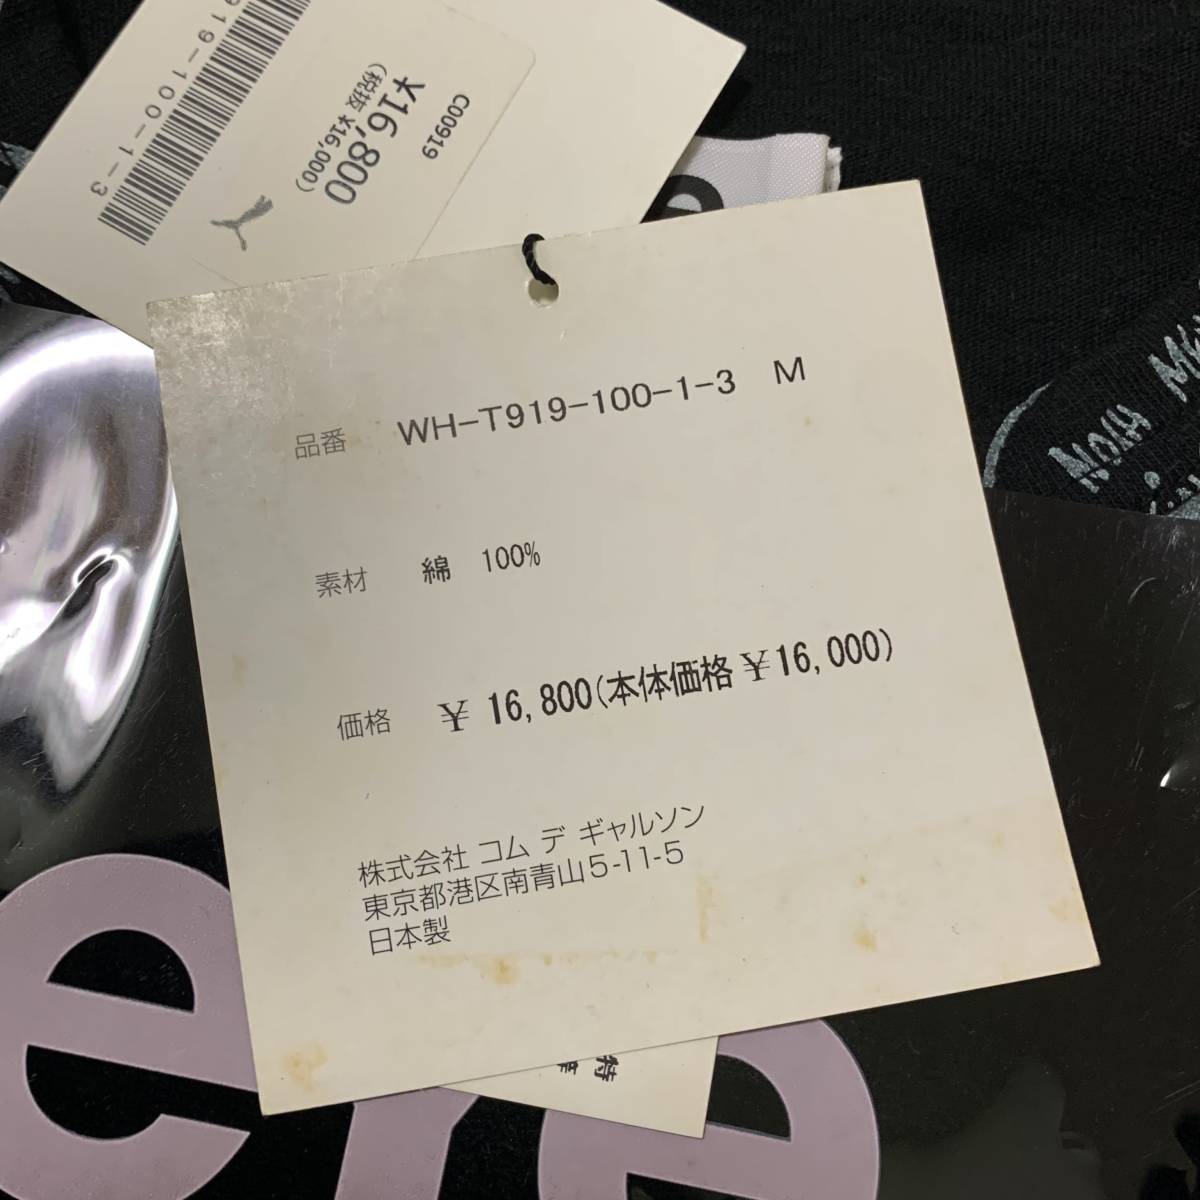 919-100-1-3
C00919
¥16,800
(税抜 ¥16,000)
品番 WH-T919-100-1-3 M
素材 綿 100%
価格 ¥ 16,800(本体価格 ¥16,000)
株式会社 コム デ ギャルソン
東京都港区南青山5-11-5
日本製
NOAH
ere
e
特